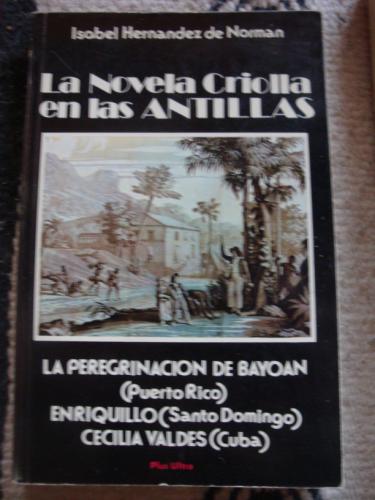 Isabel Hernandez de Norman
La Novela Criolla
en las ANTILLAS
LA PEREGRINACION DE BAYOAN
(Puerto Rico)
ENRIQUILLO (Santo Domingo)
CECILIA VALDES (Cuba)
Plus Ultra